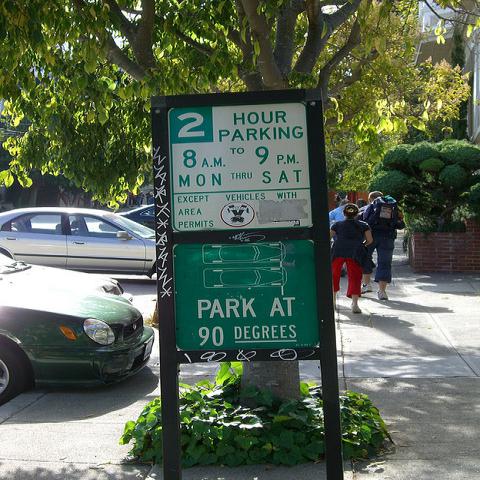 2 HOUR PARKING
8 A.M. TO 9 P.M.
MON THRU SAT
EXCEPT VEHICLES WITH
AREA
PERMITS
PARK AT
90 DEGREES